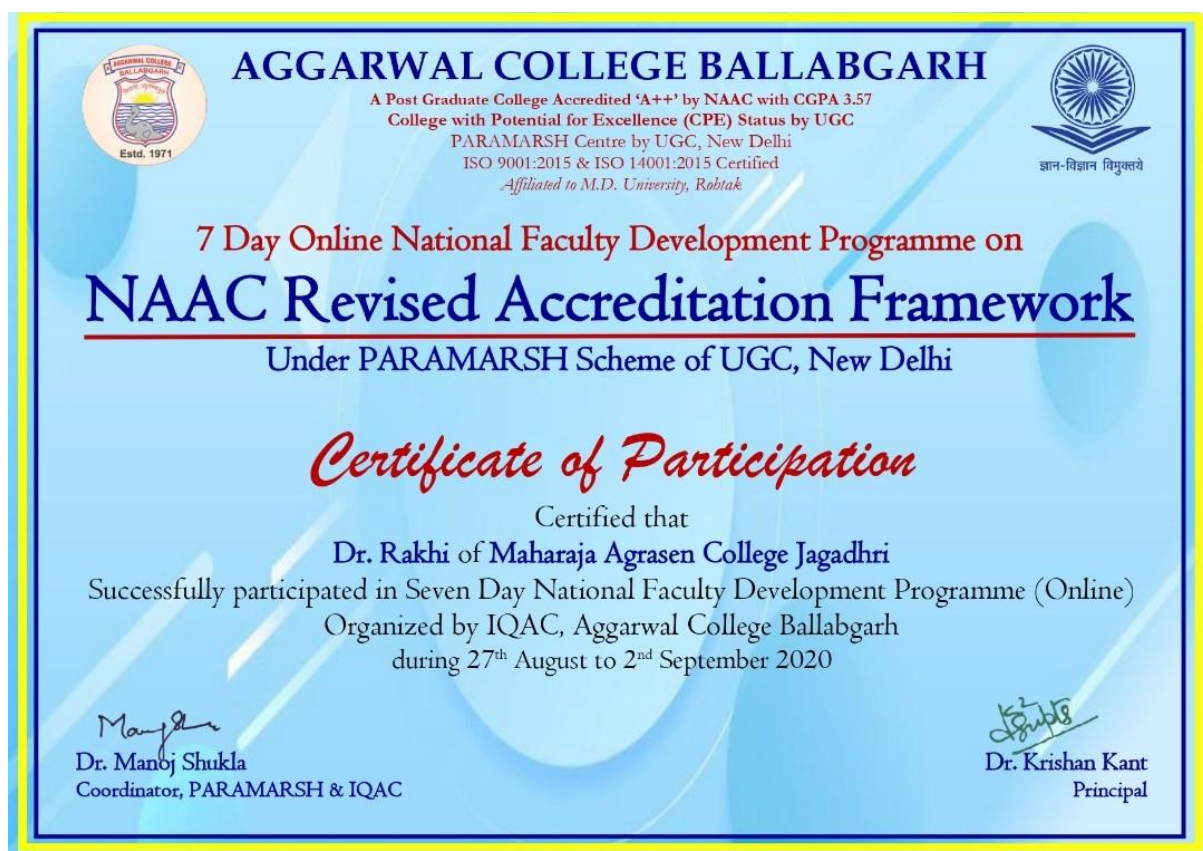 AGGARWAL COLLEGE
BALLABGARH
Estd. 1971
AGGARWAL COLLEGE BALLABGARH
A Post Graduate College Accredited ‘A++’ by NAAC with CGPA 3.57
College with Potential for Excellence (CPE) Status by UGC
PARAMARSH Centre by UGC, New Delhi
ISO 9001:2015 & ISO 14001:2015 Certified
Affiliated to M.D. University, Rohtak
ज्ञान-विज्ञान विमुक्तये
7 Day Online National Faculty Development Programme on
NAAC Revised Accreditation Framework
Under PARAMARSH Scheme of UGC, New Delhi
Certificate of Participation
Certified that
Dr. Rakhi of Maharaja Agrasen College Jagadhri
Successfully participated in Seven Day National Faculty Development Programme (Online)
Organized by IQAC, Aggarwal College Ballabgarh
during 27th August to 2nd September 2020
Dr. Manoj Shukla
Coordinator, PARAMARSH & IQAC
Dr. Krishan Kant
Principal